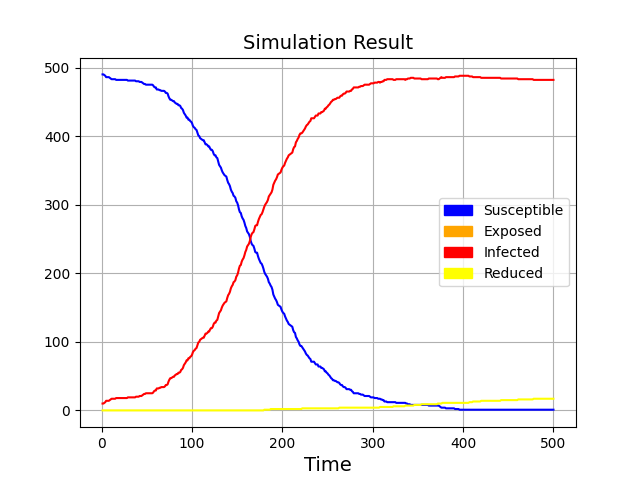 Simulation Result
500
400
300
200
100
0
Susceptible
Exposed
Infected
Reduced
0 100 200 300 400 500
Time